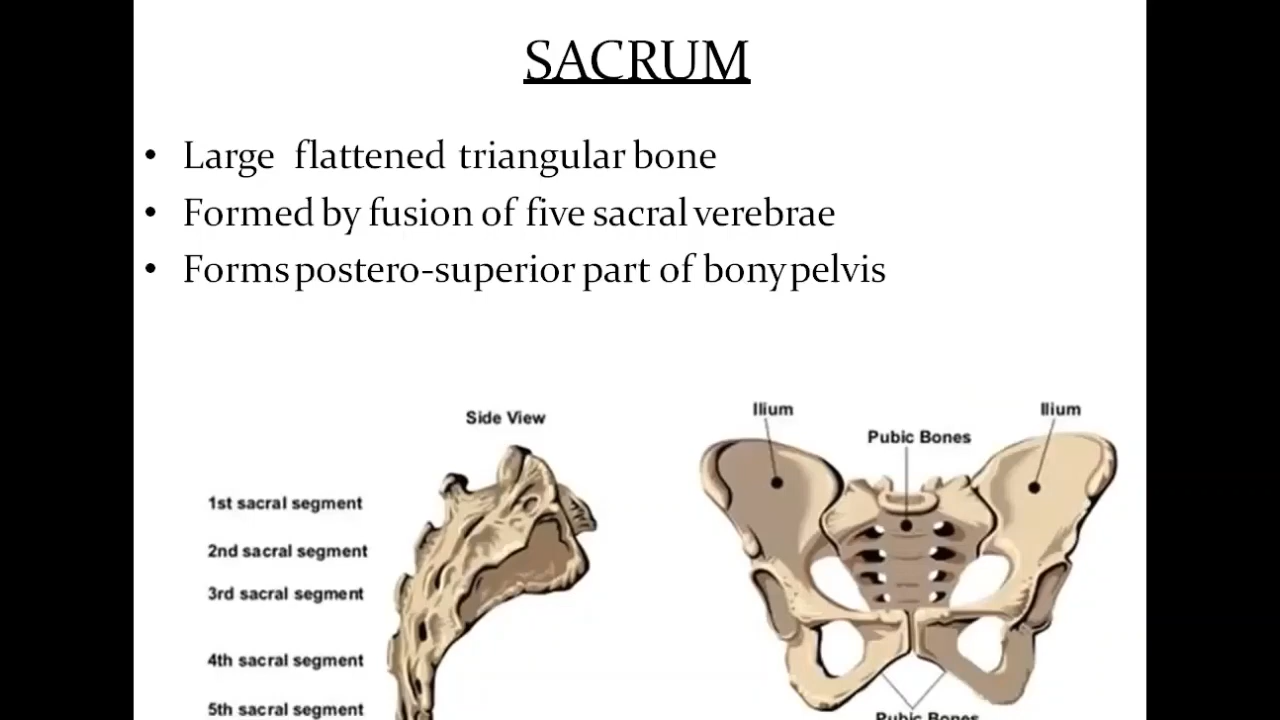 SACRUM
• Large flattened triangular bone
• Formed by fusion of five sacral verebrae
• Forms postero-superior part of bony pelvis
Side View
1st sacral segment
2nd sacral segment
3rd sacral segment
4th sacral segment
5th sacral segment
Ilium
Ilium
Pubic Bones
Pubic Bones